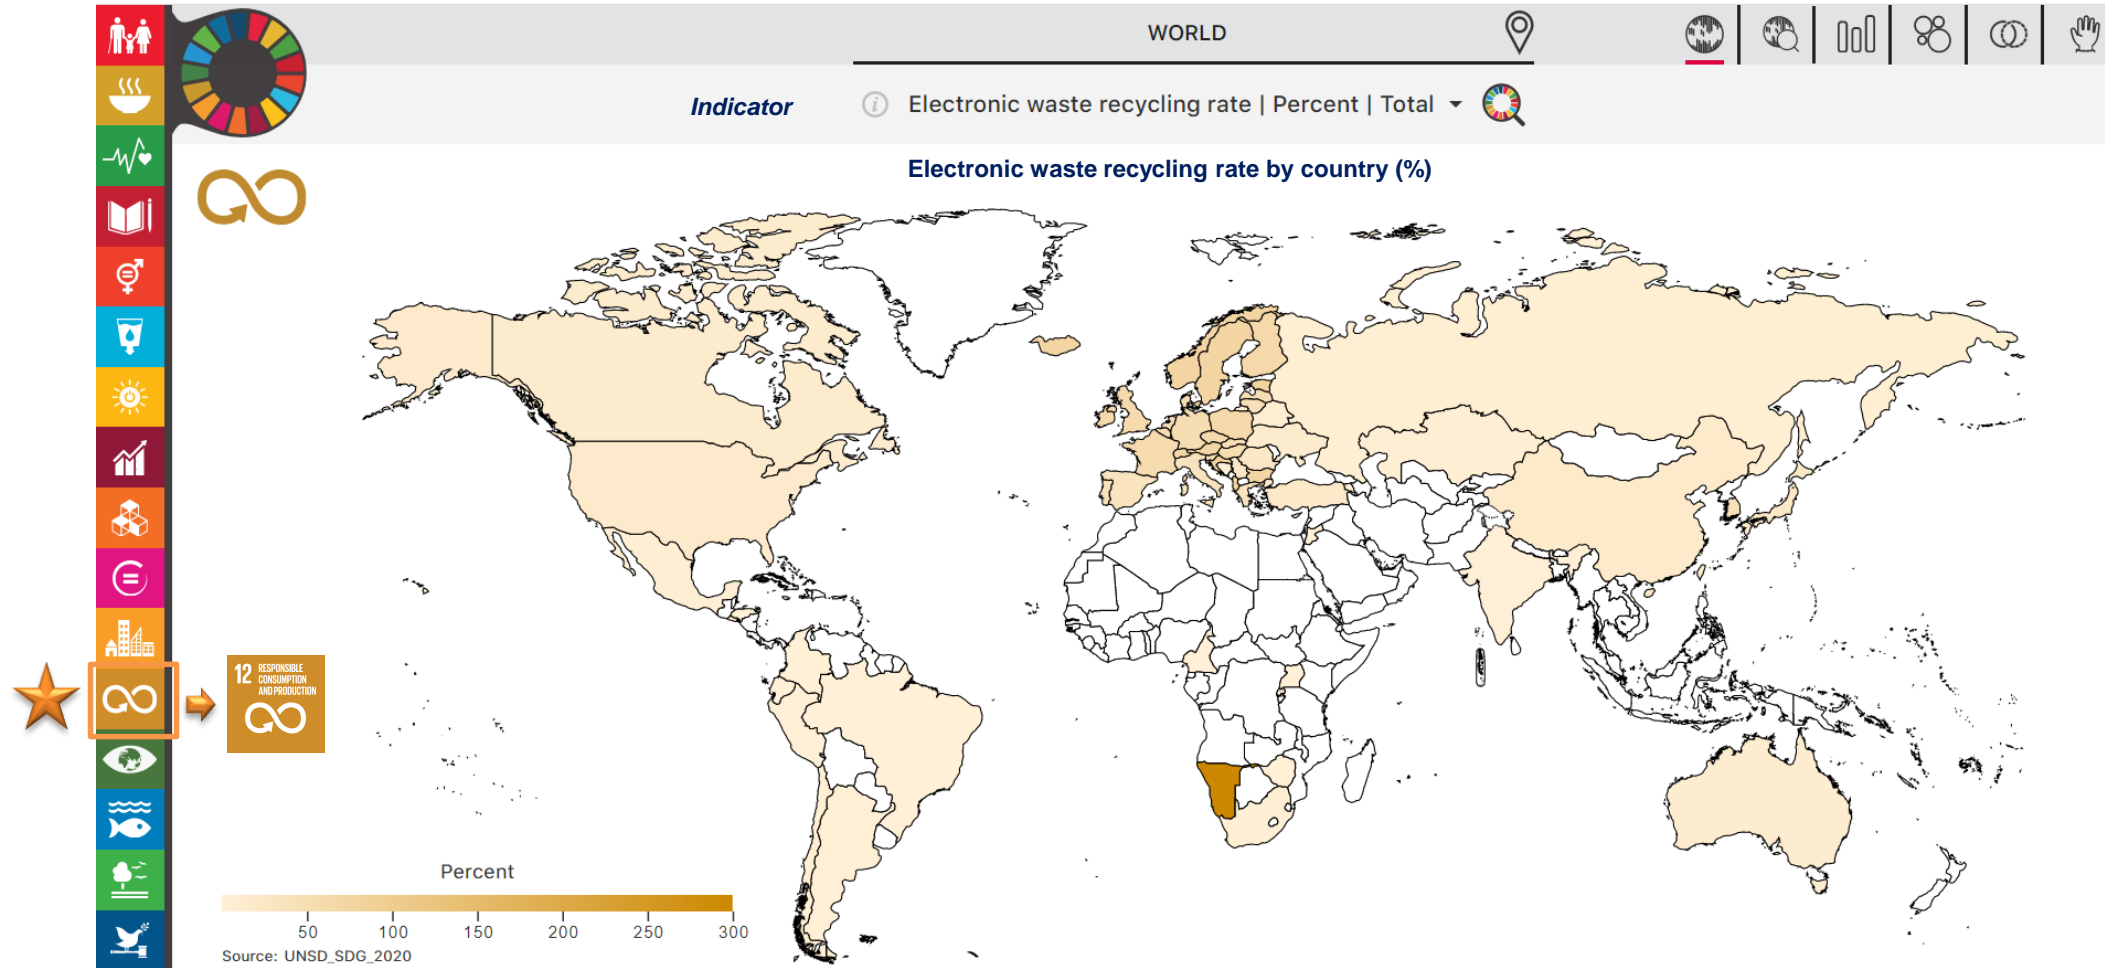 WORLD
Indicator
Electronic waste recycling rate | Percent | Total
Electronic waste recycling rate by country (%)
12 RESPONSIBLE
CONSUMPTION
AND PRODUCTION
Percent
50 100 150 200 250 300
Source: UNSD_SDG_2020